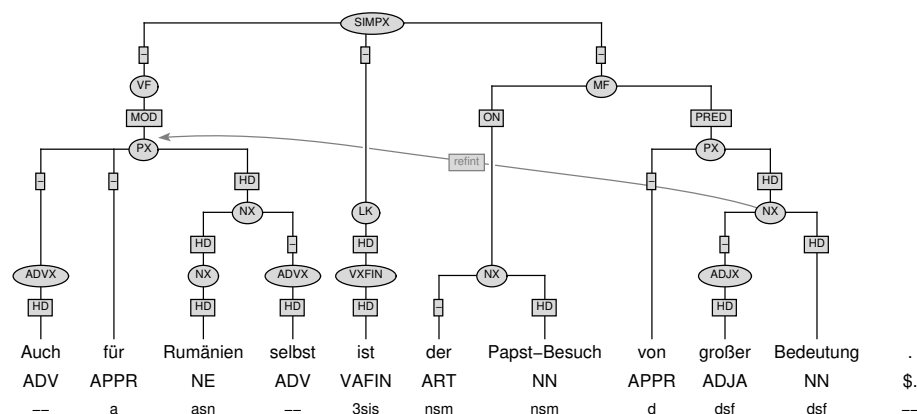 SIMPX
– – –
VF MF
MOD ON PRED
PX refint PX
– – HD – HD
NX LK NX
HD – HD – HD
ADVX NX ADVX VXFIN NX ADJX
HD HD HD HD – HD HD
Auch für Rumänien selbst ist der Papst–Besuch von großer Bedeutung .
ADV APPR NE ADV VAFIN ART NN APPR ADJA NN $.
–– a asn –– 3sis nsm nsm d dsf dsf ––